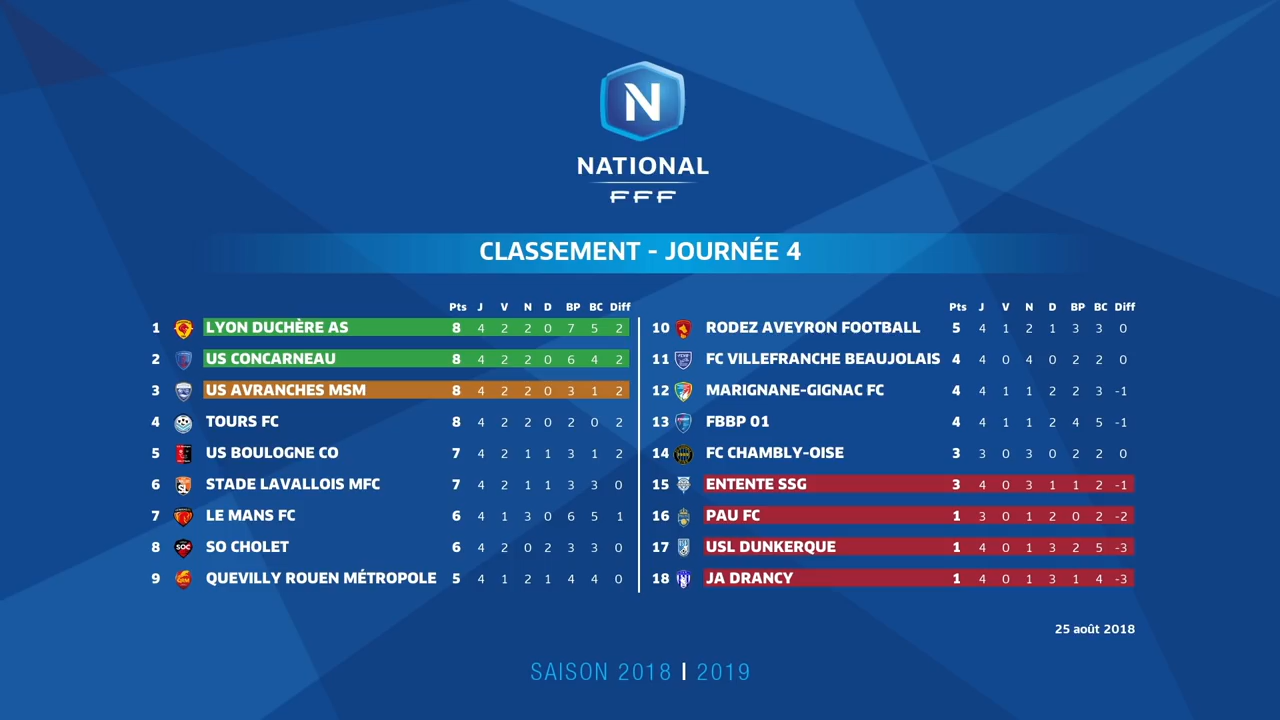 N
NATIONAL
FFF
CLASSEMENT - JOURNÉE 4
Pts J V N D BP BC Diff
1 LYON DUCHÈRE AS 8 4 2 2 0 7 5 2
2 US CONCARNEAU 8 4 2 2 0 6 4 2
3 US AVRANCHES MSM 8 4 2 2 0 3 1 2
4 TOURS FC 8 4 2 2 0 2 0 2
5 US BOULOGNE CO 7 4 2 1 1 3 1 2
6 STADE LAVALLOIS MFC 7 4 2 1 1 3 3 0
7 LE MANS FC 6 4 1 3 0 6 5 1
8 SO CHOLET 6 4 2 0 2 3 3 0
9 QUEVILLY ROUEN MÉTROPOLE 5 4 1 2 1 4 4 0
Pts J V N D BP BC Diff
10 RODEZ AVEYRON FOOTBALL 5 4 1 2 1 3 3 0
11 FC VILLEFRANCHE BEAUJOLAIS 4 4 0 4 0 2 2 0
12 MARIGNANE-GIGNAC FC 4 4 1 1 2 2 3 -1
13 FBBP 01 4 4 1 1 2 4 5 -1
14 FC CHAMBLY-OISE 3 3 0 3 0 2 2 0
15 ENTENTE SSG 3 4 0 3 1 1 2 -1
16 PAU FC 1 3 0 1 2 0 2 -2
17 USL DUNKERQUE 1 4 0 1 3 2 5 -3
18 JA DRANCY 1 4 0 1 3 1 4 -3
25 août 2018
SAISON 2018 | 2019